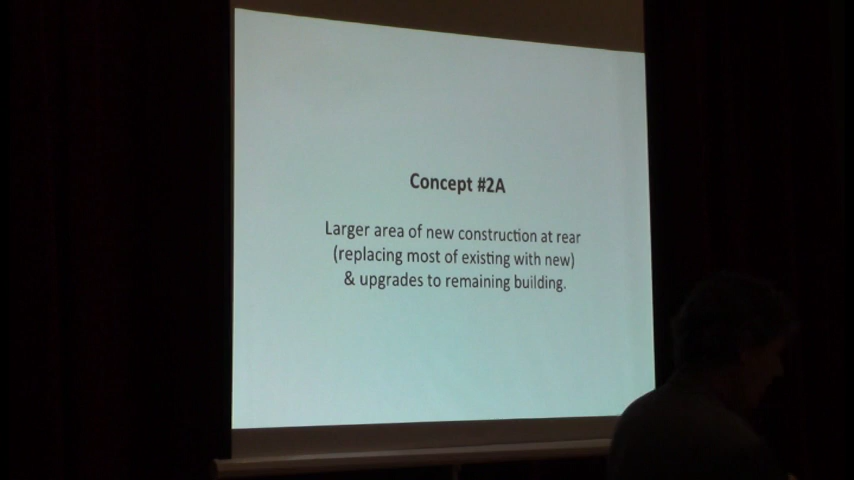 Concept #2A
Larger area of new construction at rear
(replacing most of existing with new)
& upgrades to remaining building.